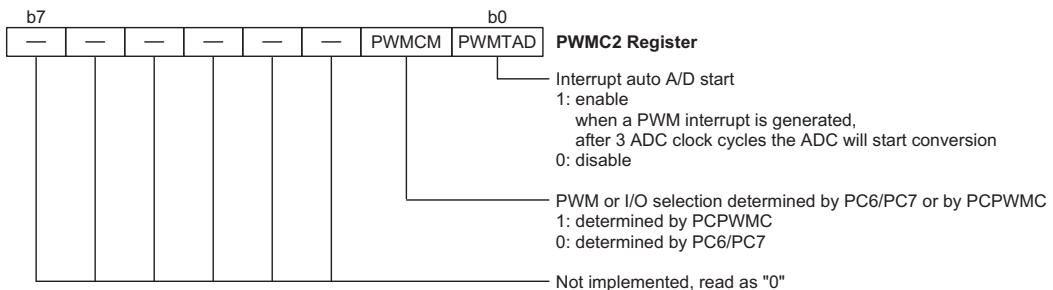 b7 b0
— — — — — — PWMCM PWMTAD PWMC2 Register
Interrupt auto A/D start
1: enable
when a PWM interrupt is generated,
after 3 ADC clock cycles the ADC will start conversion
0: disable
PWM or I/O selection determined by PC6/PC7 or by PCPWMC
1: determined by PCPWMC
0: determined by PC6/PC7
Not implemented, read as "0"